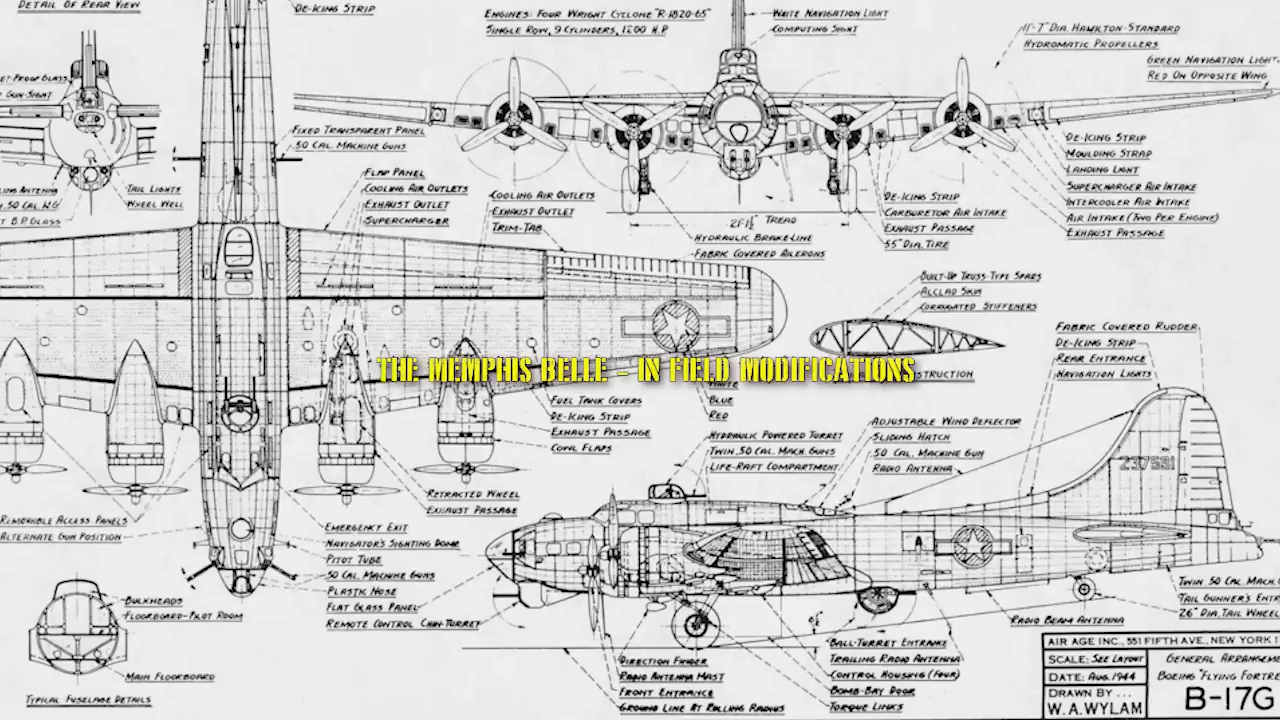 DETAIL OF REAR VIEW
DE-ICING STRIP
ENGINES: FOUR WRIGHT CYCLONE "R-1820-65"
SINGLE ROW, 9 CYLINDERS, 1200 H.P
WHITE NAVIGATION LIGHT
COMPUTING SIGHT
11'-7" DIA. HAMILTON-STANDARD
HYDROMATIC PROPELLERS
GREEN NAVIGATION LIGHT
RED ON OPPOSITE WING
ET-PROOF GLASS
GUN-SIGHT
FIXED TRANSPARENT PANEL
.50 CAL. MACHINE GUNS
DE-ICING STRIP
MOULDING STRAP
LANDING LIGHT
SUPERCHARGER AIR INTAKE
INTERCOOLER AIR INTAKE
AIR INTAKE (TWO PER ENGINE)
EXHAUST PASSAGE
FLAP PANEL
COOLING AIR OUTLETS
EXHAUST OUTLET
SUPERCHARGER
COOLING AIR OUTLETS
EXHAUST OUTLET
TRIM-TAB
DE-ICING STRIP
CARBURETOR AIR INTAKE
EXHAUST PASSAGE
55" DIA. TIRE
ANTENNA
.50 CAL.
B.P. GLASS
TAIL LIGHTS
WHEEL WELL
21'-1½" TREAD
HYDRAULIC BRAKE-LINE
FABRIC COVERED AILERONS
BUILT-UP TRUSS-TYPE SPARS
ALCLAD SKIN
CORRUGATED STIFFENERS
FABRIC COVERED RUDDER
DE-ICING STRIP
REAR ENTRANCE
NAVIGATION LIGHTS
THE MEMPHIS BELLE - IN FIELD MODIFICATIONS
STRUCTION
WHITE
BLUE
RED
FUEL TANK COVERS
DE-ICING STRIP
EXHAUST PASSAGE
COWL FLAPS
HYDRAULIC POWERED TURRET
TWIN .50 CAL. MACH. GUNS
LIFE-RAFT COMPARTMENT
ADJUSTABLE WIND DEFLECTOR
SLIDING HATCH
.50 CAL. MACHINE GUN
RADIO ANTENNA
237591
RETRACTED WHEEL
EXHAUST PASSAGE
REMOVABLE ACCESS PANELS
ALTERNATE GUN POSITION
EMERGENCY EXIT
NAVIGATOR'S SIGHTING DOME
PITOT TUBE
.50 CAL. MACHINE GUNS
PLASTIC NOSE
FLAT GLASS PANEL
REMOTE CONTROL CHIN-TURRET
BULKHEADS
FLOORBOARD-PILOT ROOM
MAIN FLOORBOARD
TYPICAL FUSELAGE DETAILS
DIRECTION FINDER
RADIO ANTENNA MAST
FRONT ENTRANCE
GROUND LINE AT ROLLING RADIUS
BALL-TURRET ENTRANCE
TRAILING RADIO ANTENNA
CONTROL HOUSING (FOUR)
BOMB-BAY DOOR
TORQUE LINKS
RADIO BEAM ANTENNA
TWIN .50 CAL. MACH.
TAIL GUNNER'S ENTR
26" DIA. TAIL WHEEL
AIR AGE INC., 551 FIFTH AVE., NEW YORK 1
SCALE: SEE LAYOUT
DATE: AUG. 1944
DRAWN BY ...
W.A. WYLAM
GENERAL ARRANGEME
BOEING "FLYING FORTRE
B-17G